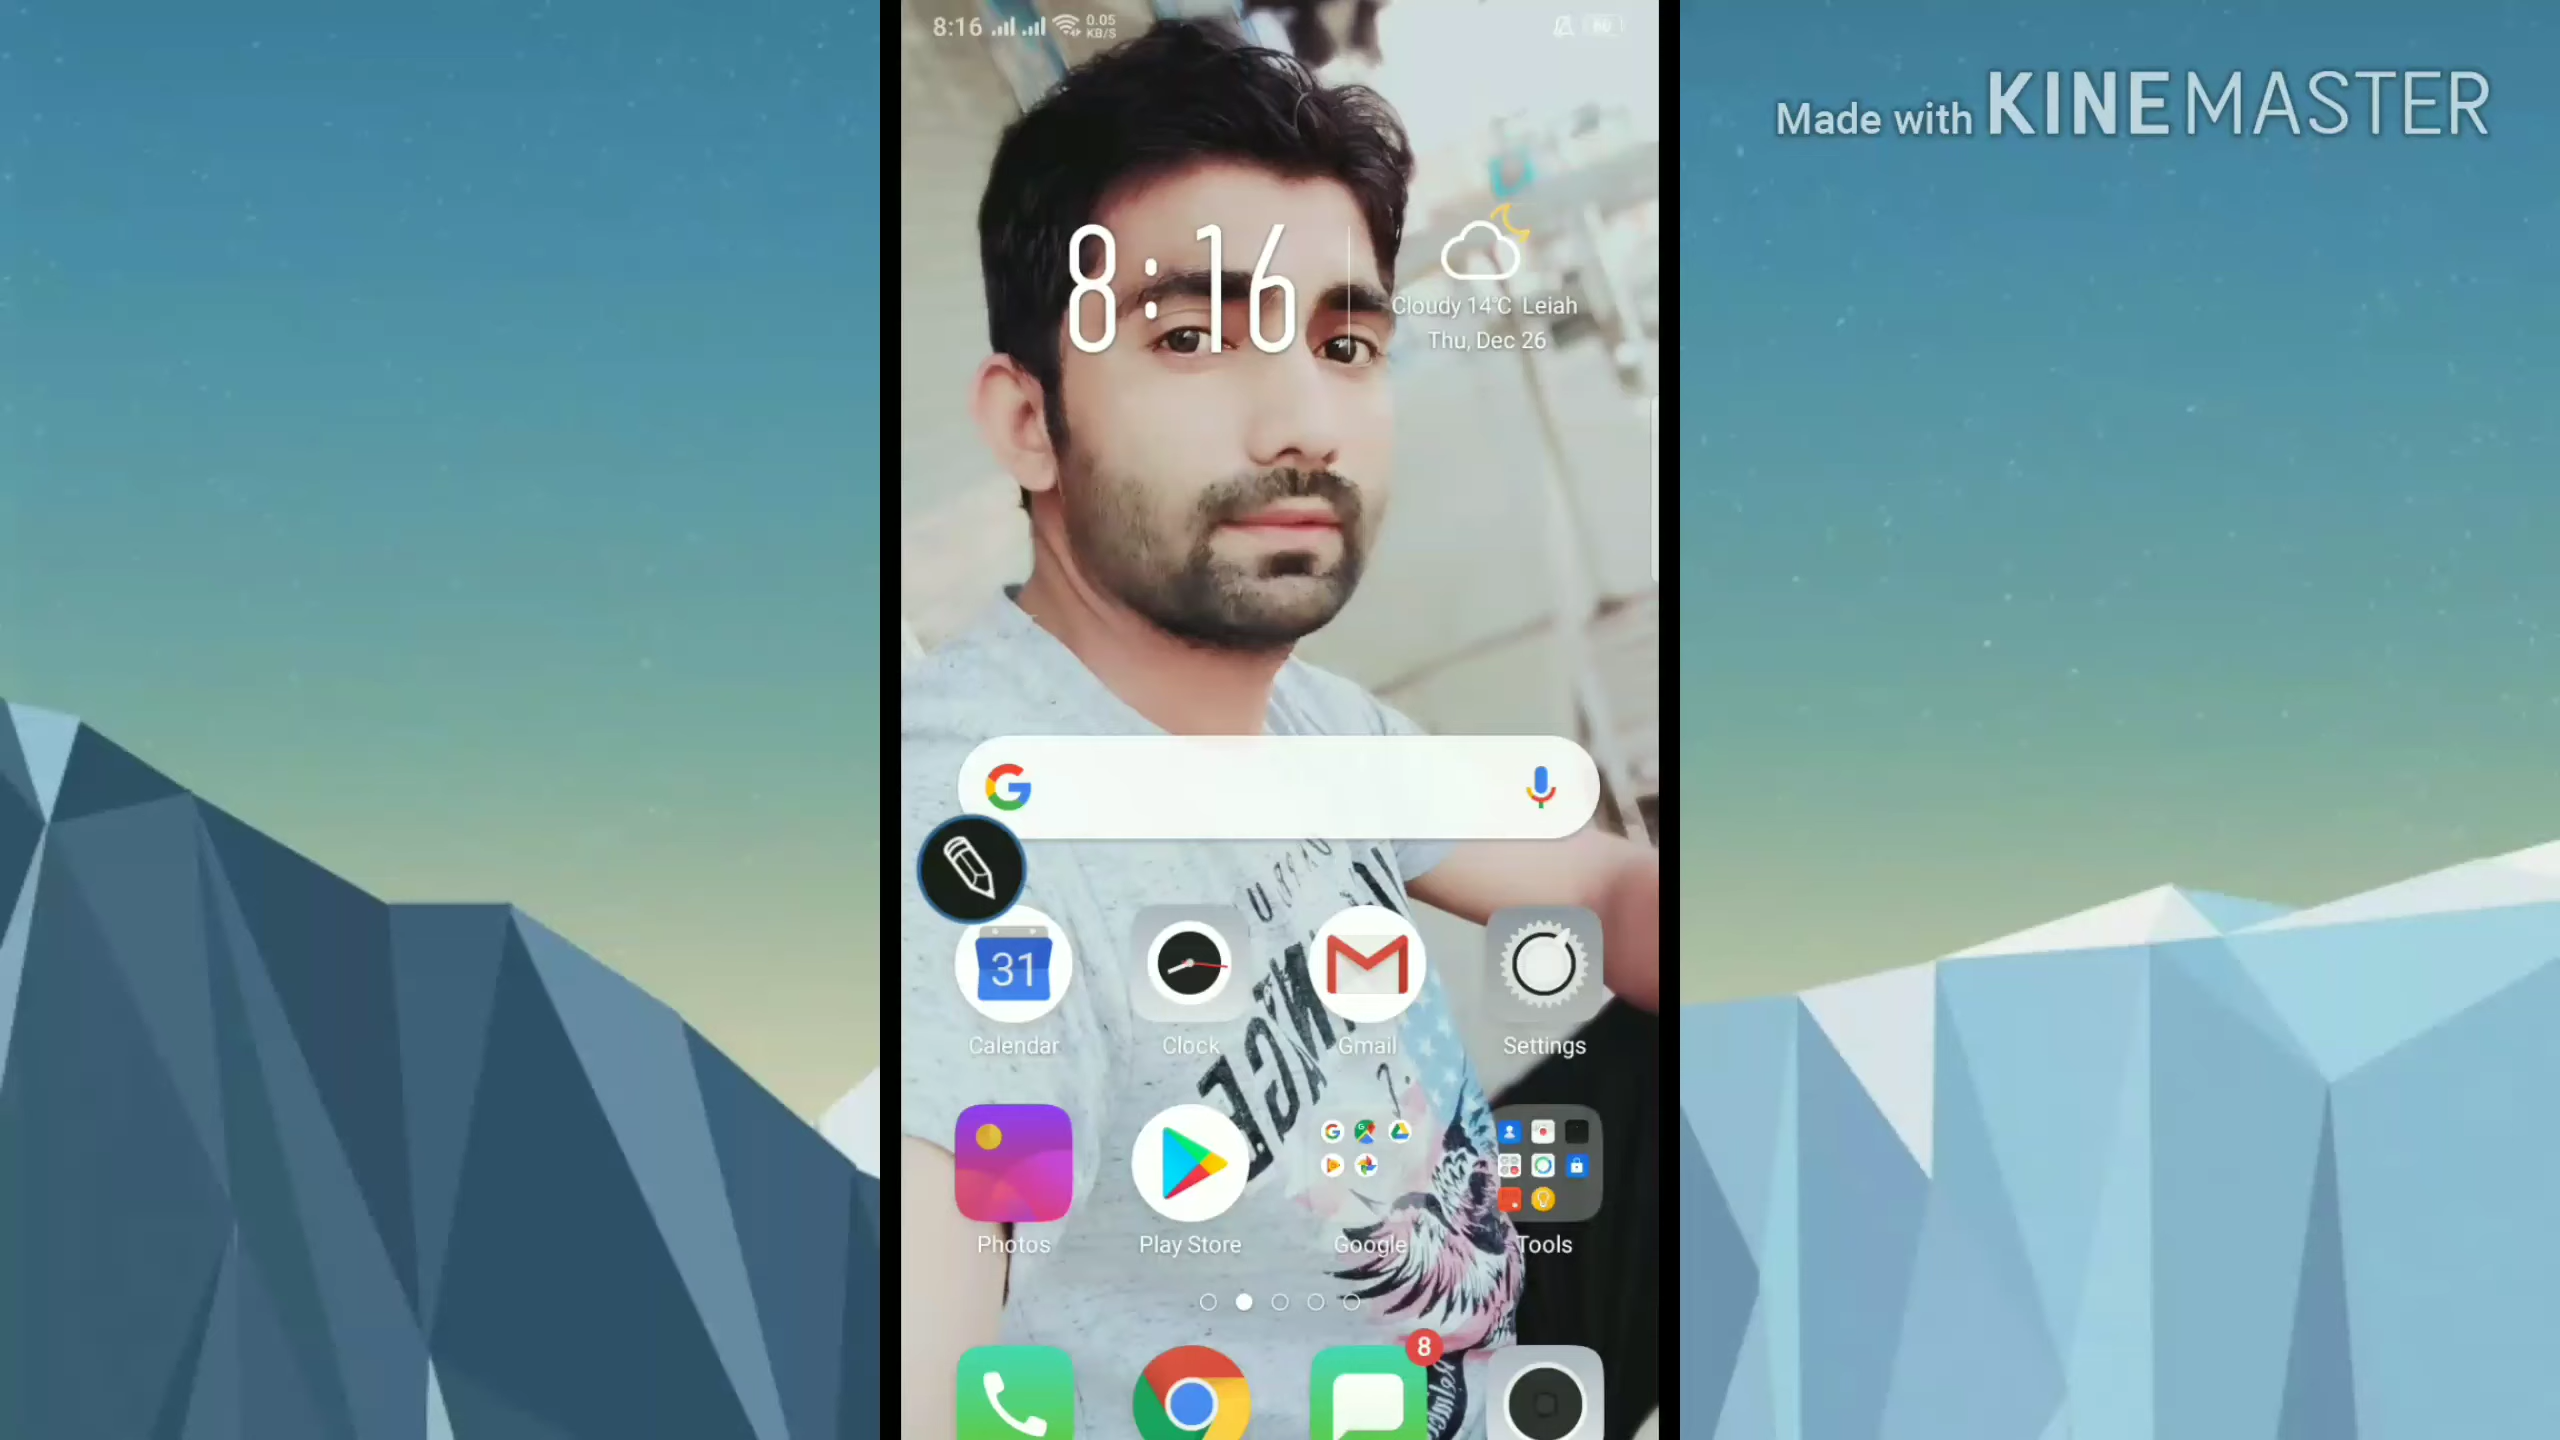 8:16 0.05 KB/S 60
Made with KINEMASTER
8:16
Cloudy 14°C Leiah
Thu, Dec 26
31
Calendar Clock Gmail Settings
Photos Play Store Google Tools
8